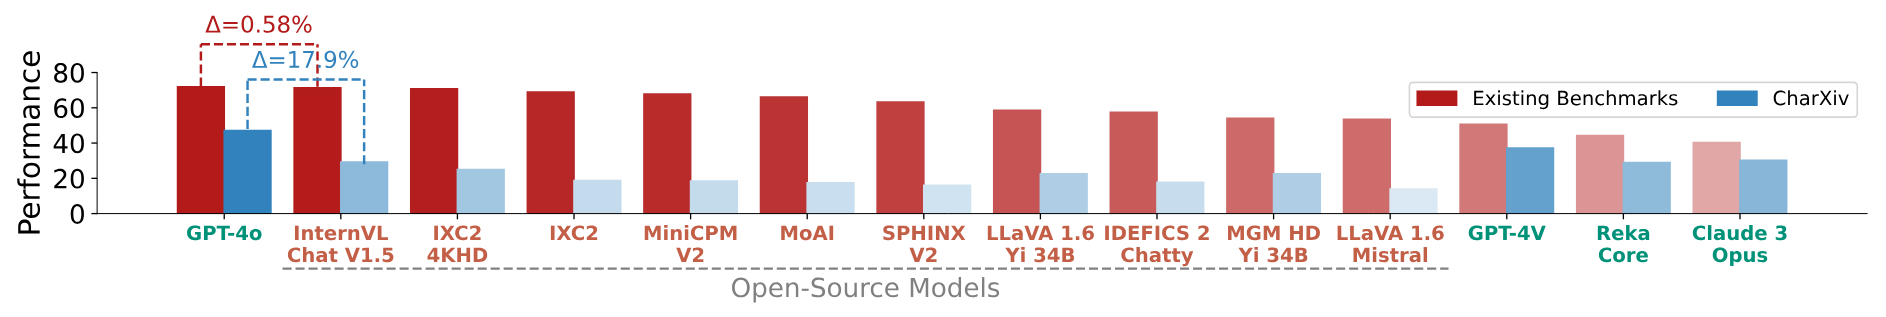 Δ=0.58%
Δ=17.9%
Performance
80
60
40
20
0
Existing Benchmarks
CharXiv
GPT-4o
InternVL
Chat V1.5
IXC2
4KHD
IXC2
MiniCPM
V2
MoAI
SPHINX
V2
LLaVA 1.6
Yi 34B
IDEFICS 2
Chatty
MGM HD
Yi 34B
LLaVA 1.6
Mistral
GPT-4V
Reka
Core
Claude 3
Opus
Open-Source Models